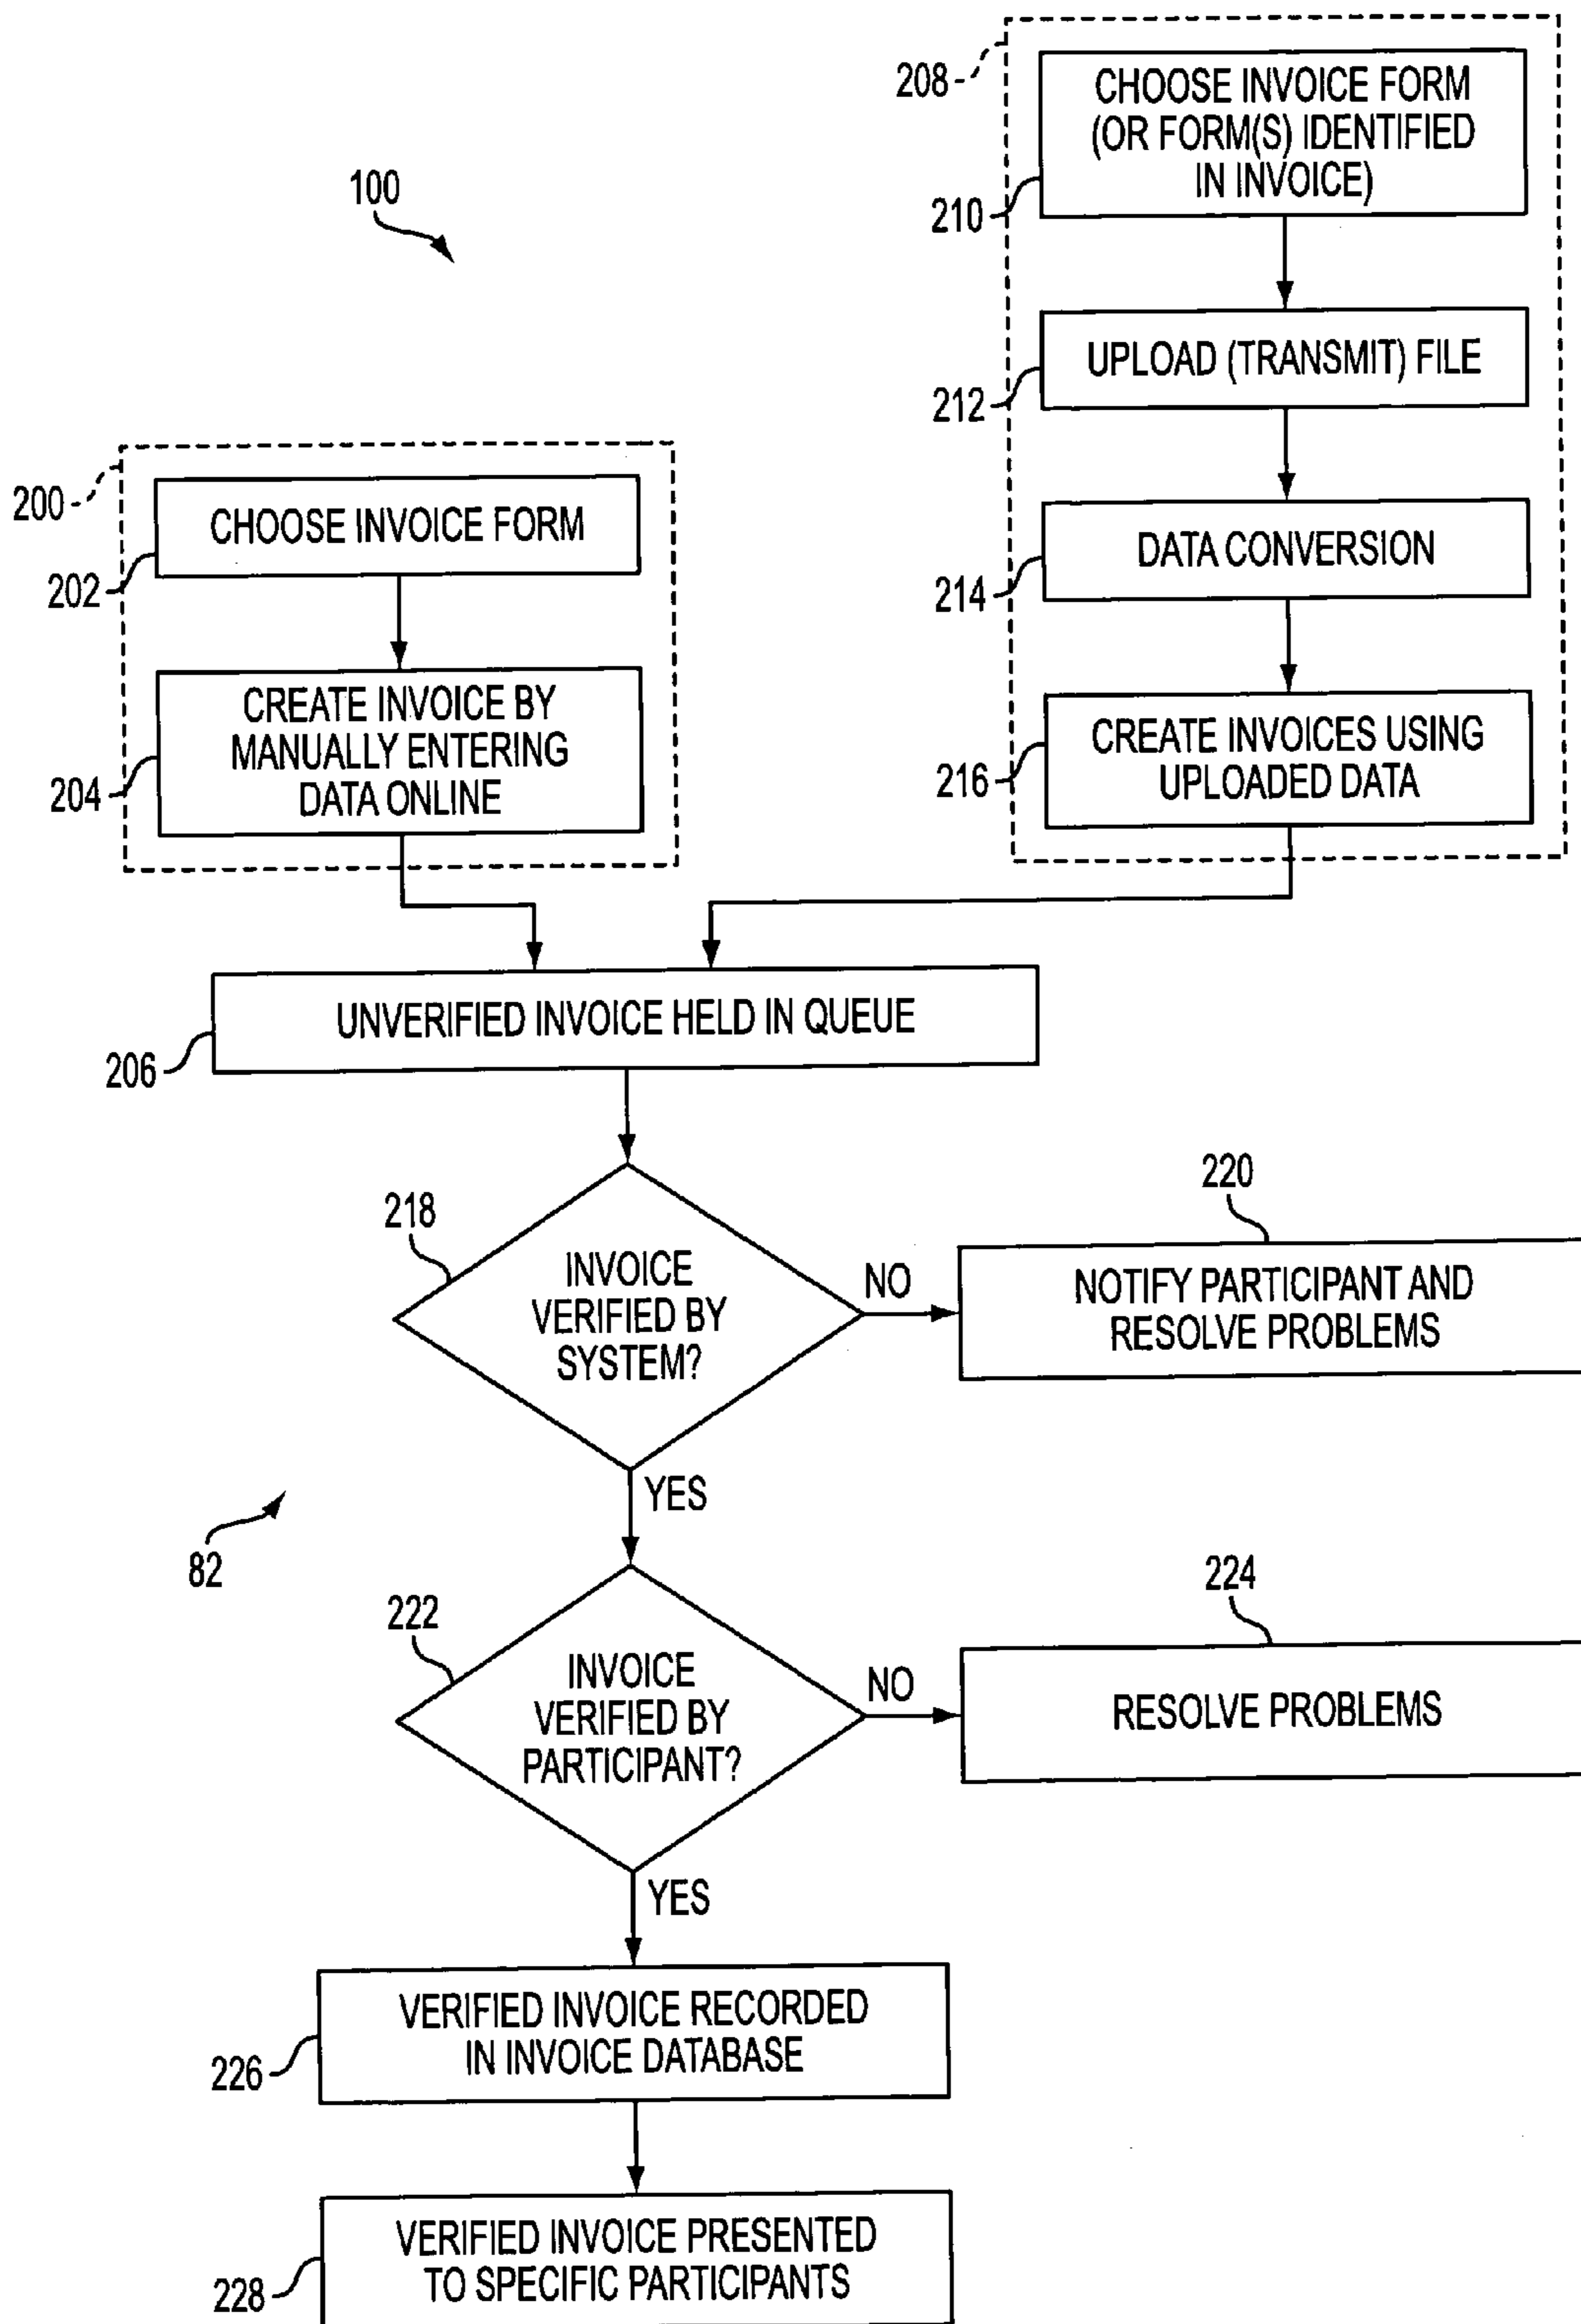 208
CHOOSE INVOICE FORM
(OR FORM(S) IDENTIFIED
IN INVOICE)
210
100
UPLOAD (TRANSMIT) FILE
212
200
CHOOSE INVOICE FORM
202
DATA CONVERSION
214
CREATE INVOICE BY
MANUALLY ENTERING
DATA ONLINE
204
CREATE INVOICES USING
UPLOADED DATA
216
UNVERIFIED INVOICE HELD IN QUEUE
206
218
INVOICE
VERIFIED BY
SYSTEM?
NO
220
NOTIFY PARTICIPANT AND
RESOLVE PROBLEMS
YES
82
222
INVOICE
VERIFIED BY
PARTICIPANT?
NO
224
RESOLVE PROBLEMS
YES
VERIFIED INVOICE RECORDED
IN INVOICE DATABASE
226
VERIFIED INVOICE PRESENTED
TO SPECIFIC PARTICIPANTS
228